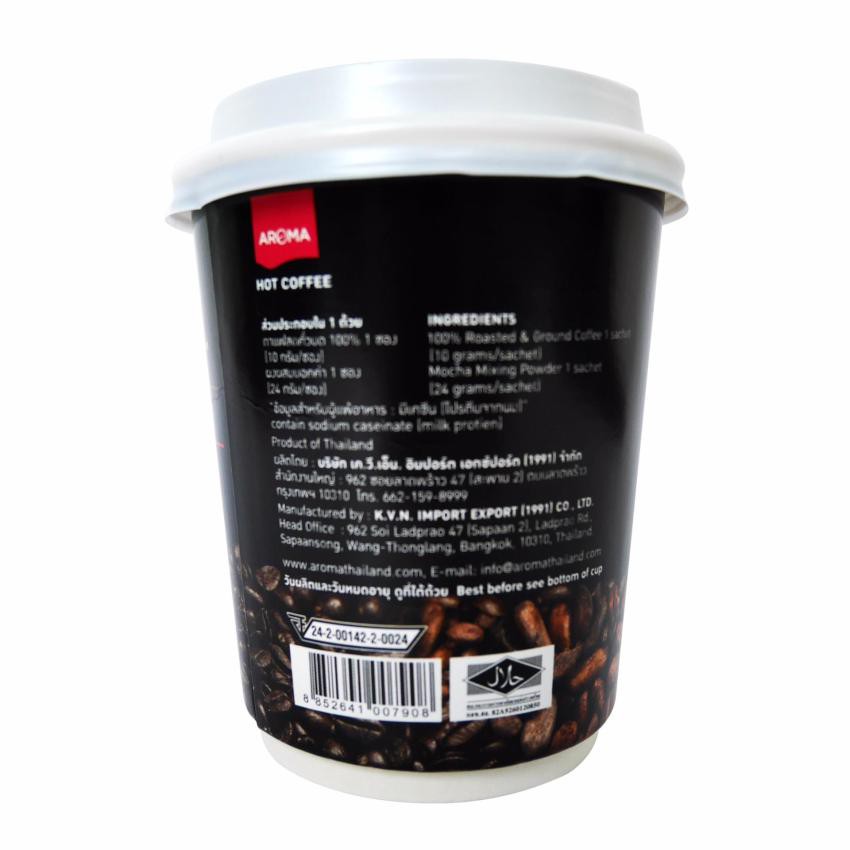 AROMA
HOT COFFEE
ส่วนประกอบใน 1 ถ้วย
กาแฟคั่วบด 100% 1 ซอง
(10 กรัม/ซอง)
ผงผสมมอคค่า 1 ซอง
(24 กรัม/ซอง)
INGREDIENTS
100% Roasted & Ground Coffee 1 sachet
(10 grams/sachet)
Mocha Mixing Powder 1 sachet
(24 grams/sachet)
"ข้อมูลสำหรับผู้แพ้อาหาร : มีเคซีน (โปรตีนจากนม)"
contain sodium caseinate (milk protien)
Product of Thailand
ผลิตโดย : บริษัท เค.วี.เอ็น. อิมปอร์ต เอกซ์ปอร์ต (1991) จำกัด
สำนักงานใหญ่ : 962 ซอยลาดพร้าว 47 (สะพาน 2) ถนนลาดพร้าว
กรุงเทพฯ 10310 โทร. 662-159-8999
Manufactured by : K.V.N. IMPORT EXPORT (1991) CO., LTD.
Head Office : 962 Soi Ladprao 47 (Sapaan 2), Ladprao Rd.,
Sapaansong, Wang-Thonglang, Bangkok, 10310, Thailand.
www.aromathailand.com, E-mail: info@aromathailand.com
วันผลิตและวันหมดอายุ ดูที่ใต้ถ้วย Best before see bottom of cup
24-2-00142-2-0024
8 852641 007908
حلال